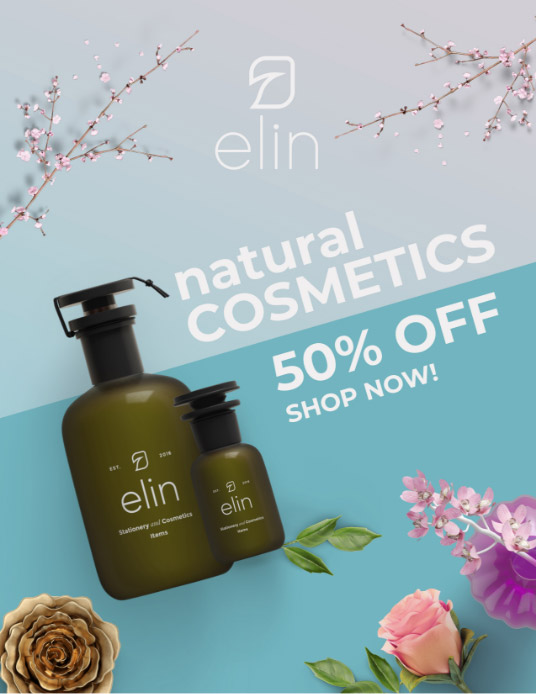 elin
natural
COSMETICS
50% OFF
SHOP NOW!
EST. 2018
elin
Stationery and Cosmetics
Items
elin
Stationery and Cosmetics
Items